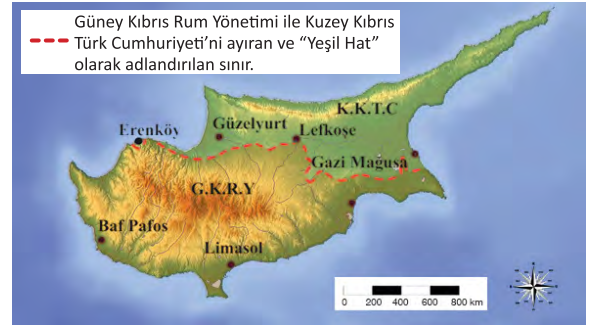 Güney Kıbrıs Rum Yönetimi ile Kuzey Kıbrıs
Türk Cumhuriyeti’ni ayıran ve “Yeşil Hat”
olarak adlandırılan sınır.
K.K.T.C
Güzelyurt
Lefkoşe
Erenköy
Gazi Mağusa
G.K.R.Y
Baf Pafos
Limasol
0 200 400 600 800 km